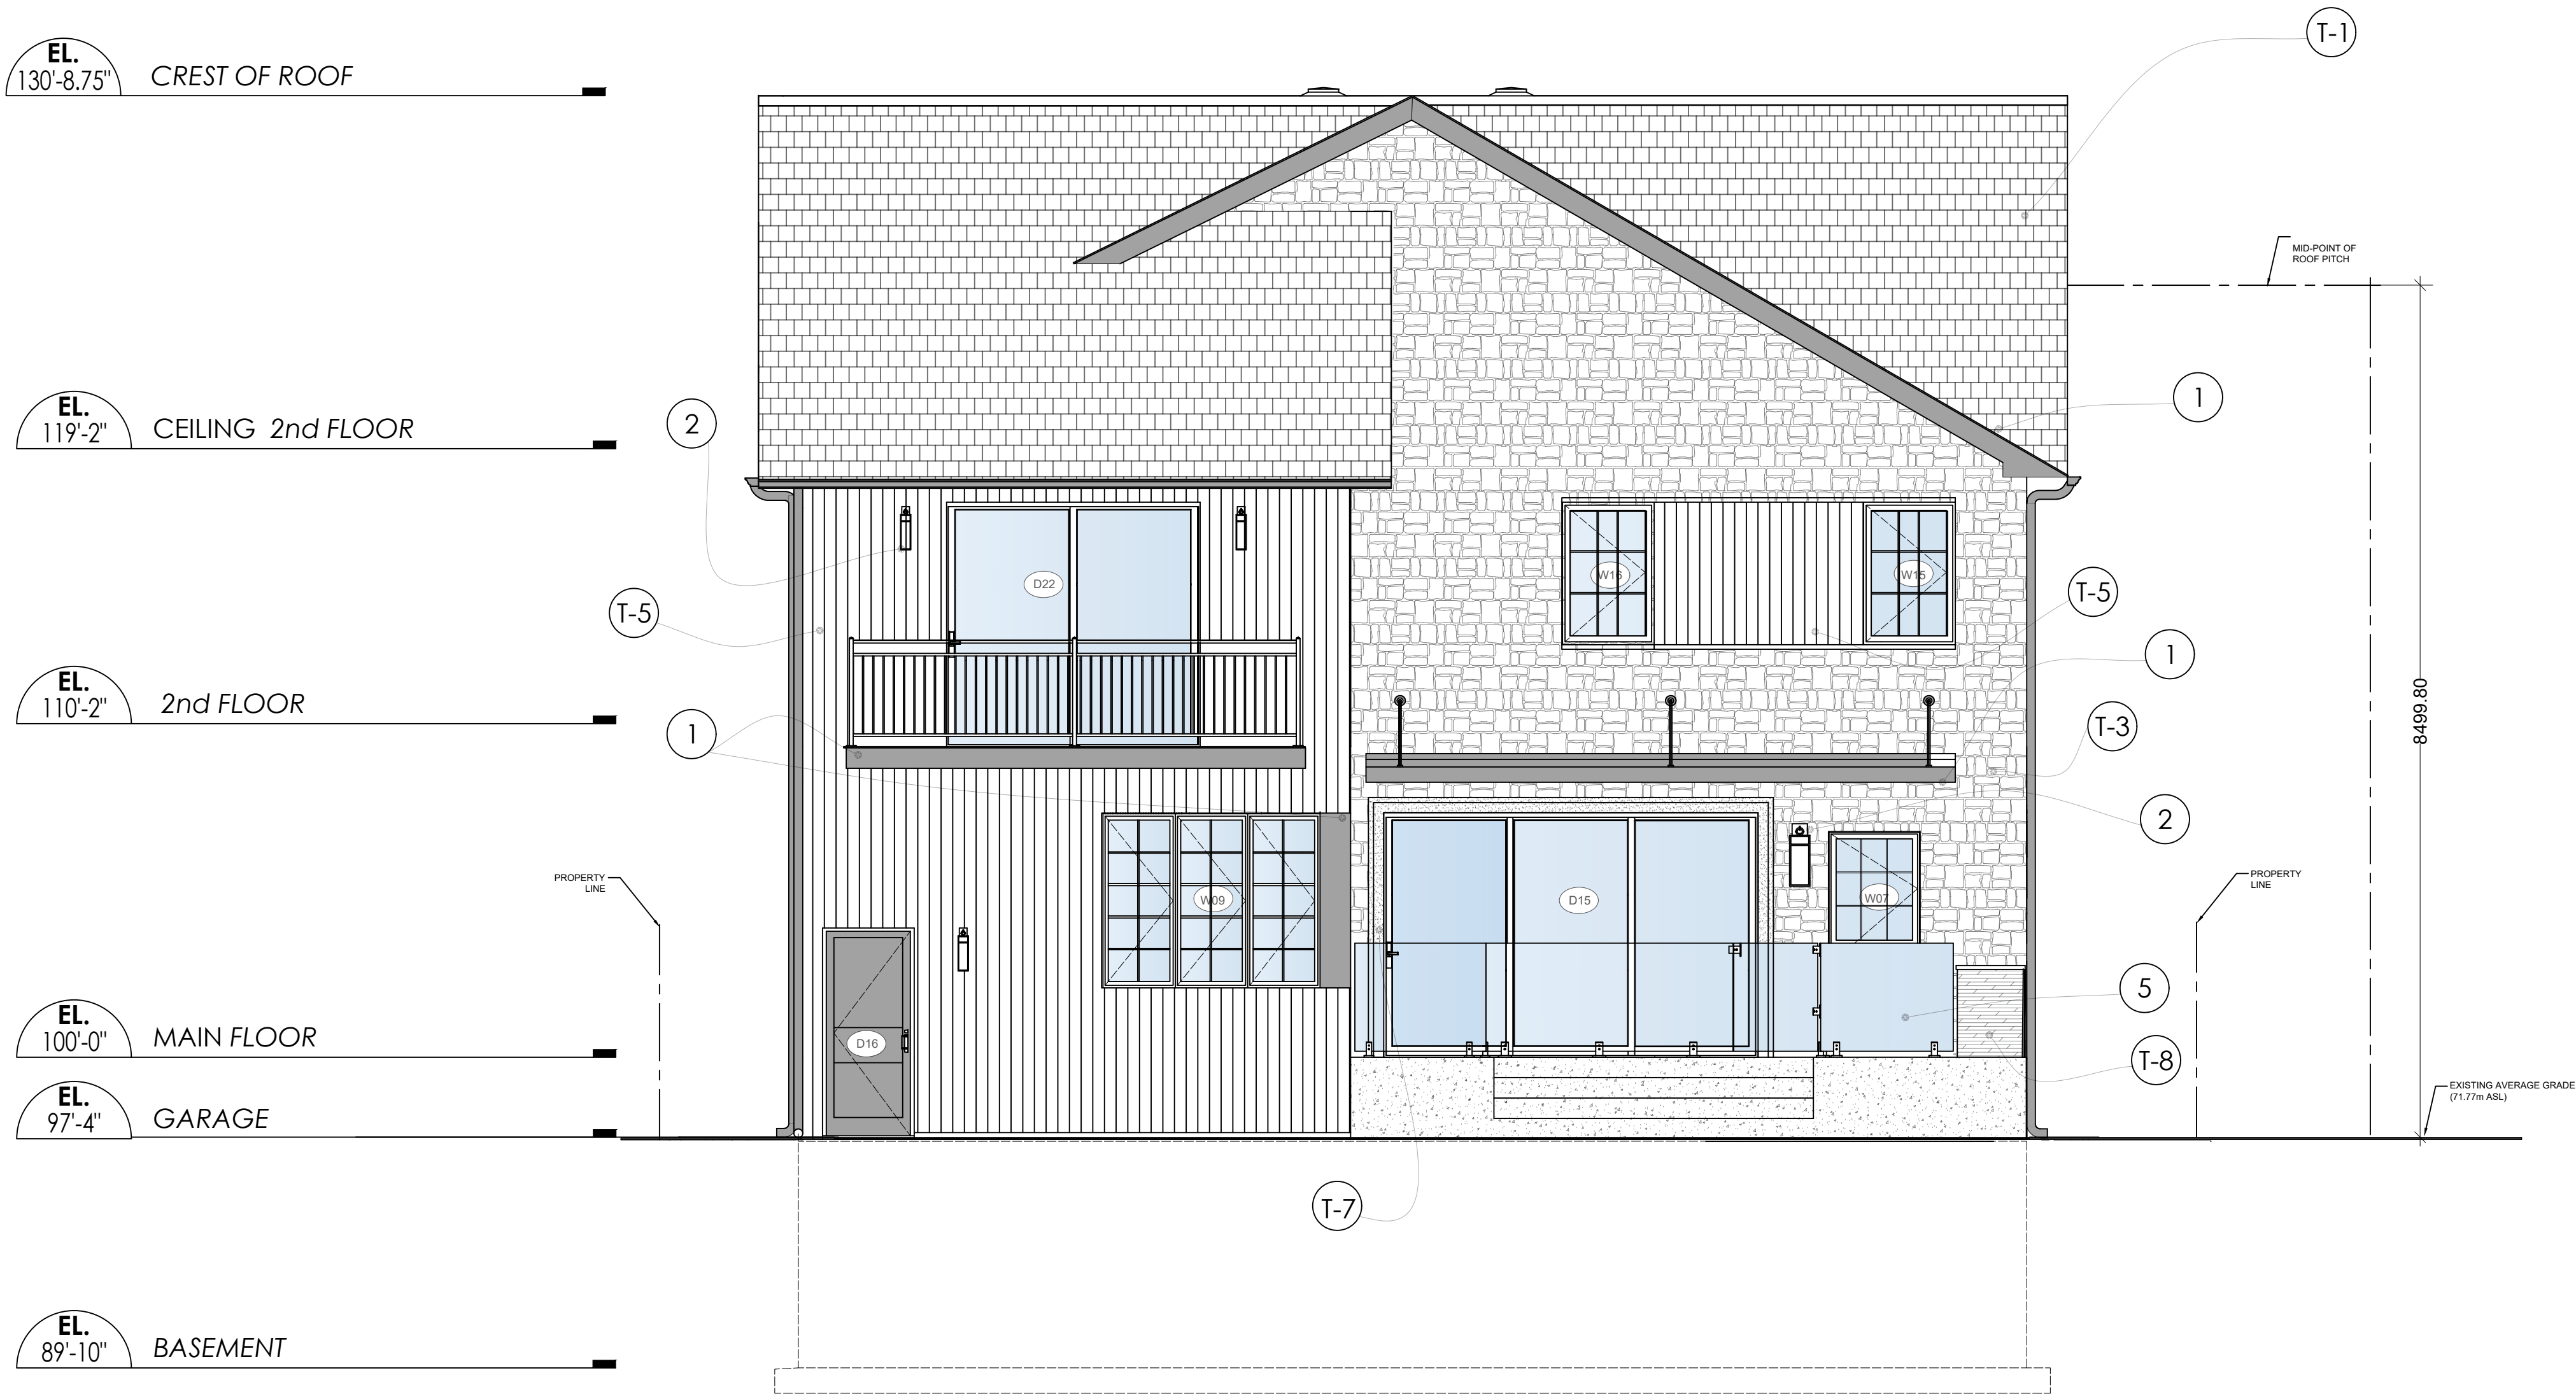 T-1
EL.
130'-8.75"
CREST OF ROOF
MID-POINT OF
ROOF PITCH
1
EL.
119'-2"
CEILING 2nd FLOOR
2
D22
W16
W15
T-5
T-5
1
EL.
110'-2"
2nd FLOOR
1
T-3
8499.80
2
PROPERTY
LINE
W09
D15
W07
PROPERTY
LINE
5
EL.
100'-0"
MAIN FLOOR
D16
T-8
EL.
97'-4"
GARAGE
EXISTING AVERAGE GRADE
(71.77m ASL)
T-7
EL.
89'-10"
BASEMENT